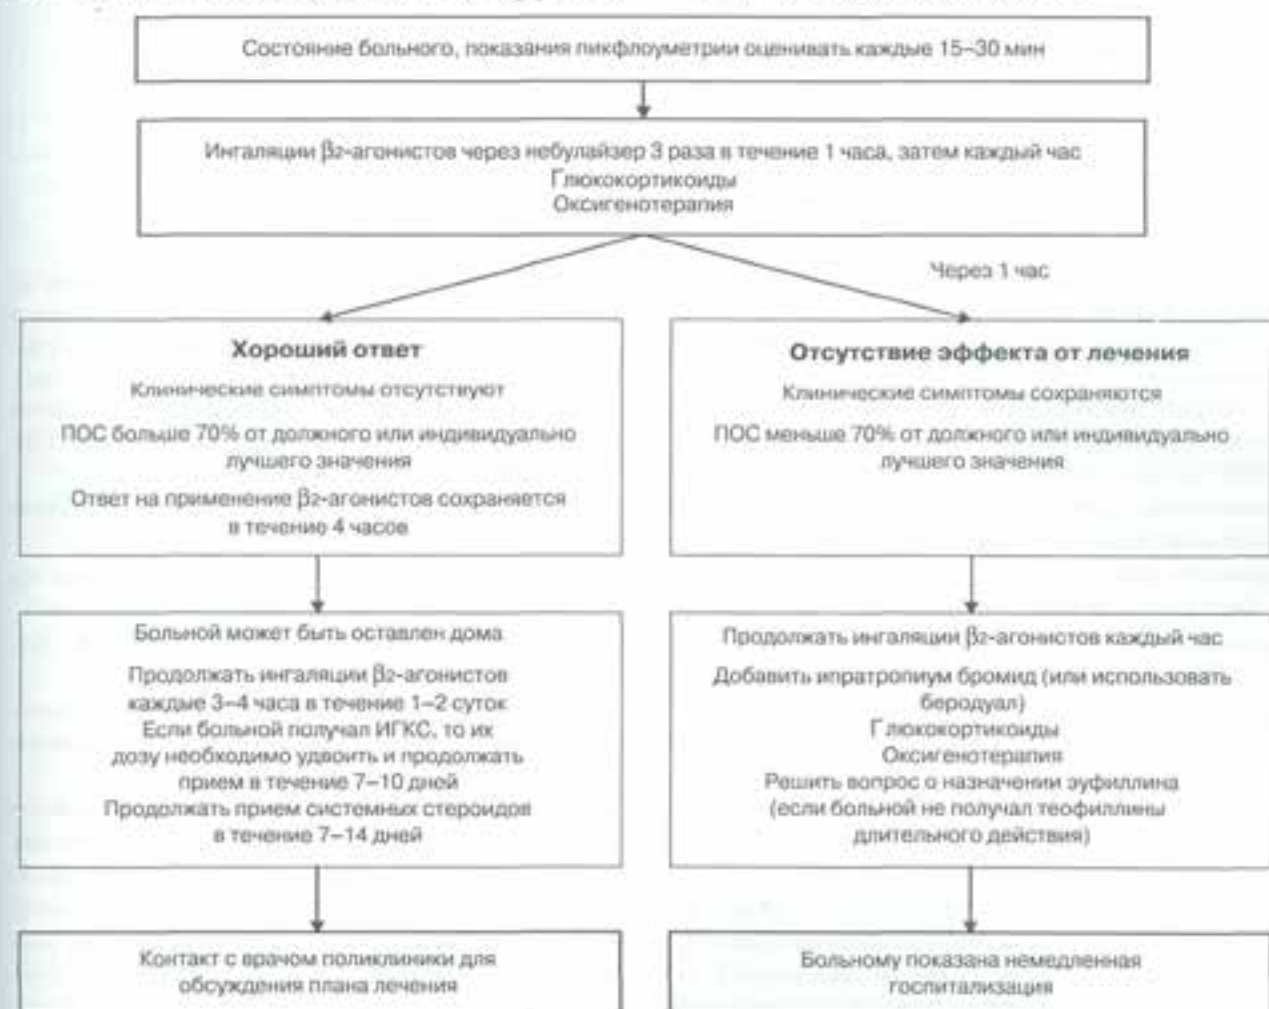 Состояние больного, показания пикфлоуметрии оценивать каждые 15–30 мин
Ингаляции β2-агонистов через небулайзер 3 раза в течение 1 часа, затем каждый час
Глюкокортикоиды
Оксигенотерапия
Через 1 час
Хороший ответ
Клинические симптомы отсутствуют
ПОС больше 70% от должного или индивидуально
лучшего значения
Ответ на применение β2-агонистов сохраняется
в течение 4 часов
Отсутствие эффекта от лечения
Клинические симптомы сохраняются
ПОС меньше 70% от должного или индивидуально
лучшего значения
Больной может быть оставлен дома
Продолжать ингаляции β2-агонистов
каждые 3–4 часа в течение 1–2 суток
Если больной получал ИГКС, то их
дозу необходимо удвоить и продолжать
прием в течение 7–10 дней
Продолжать прием системных стероидов
в течение 7–14 дней
Продолжать ингаляции β2-агонистов каждый час
Добавить ипратропиум бромид (или использовать
беродуал)
Глюкокортикоиды
Оксигенотерапия
Решить вопрос о назначении эуфиллина
(если больной не получал теофиллины
длительного действия)
Контакт с врачом поликлиники для
обсуждения плана лечения
Больному показана немедленная
госпитализация